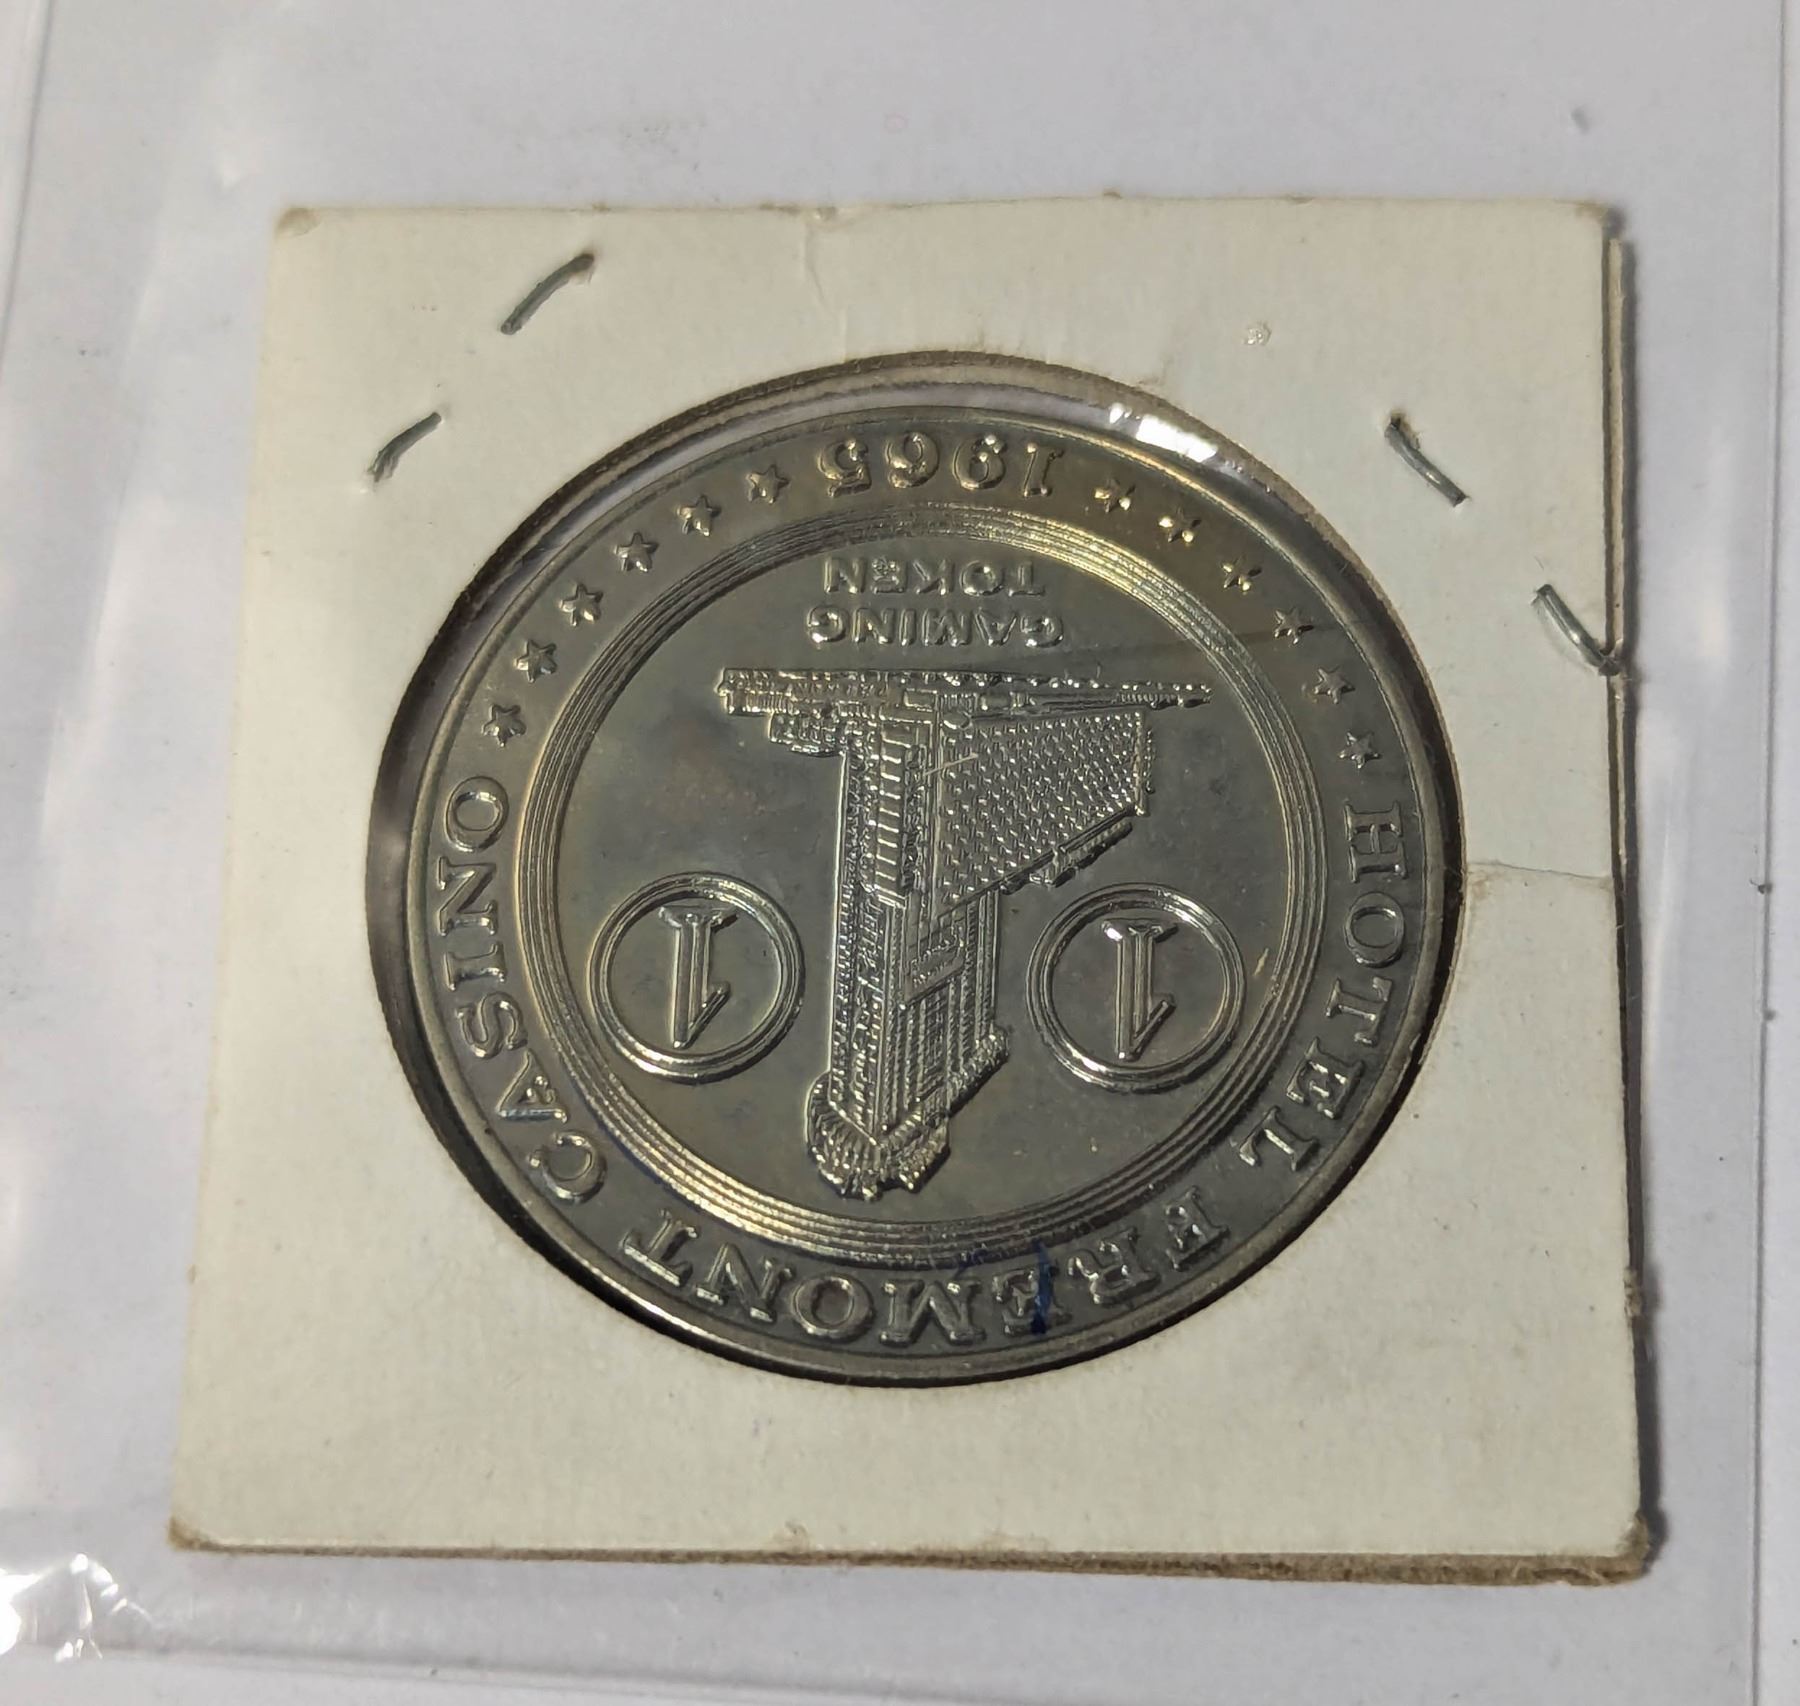 HOTEL FREMONT CASINO
1 1
GAMING
TOKEN
1965